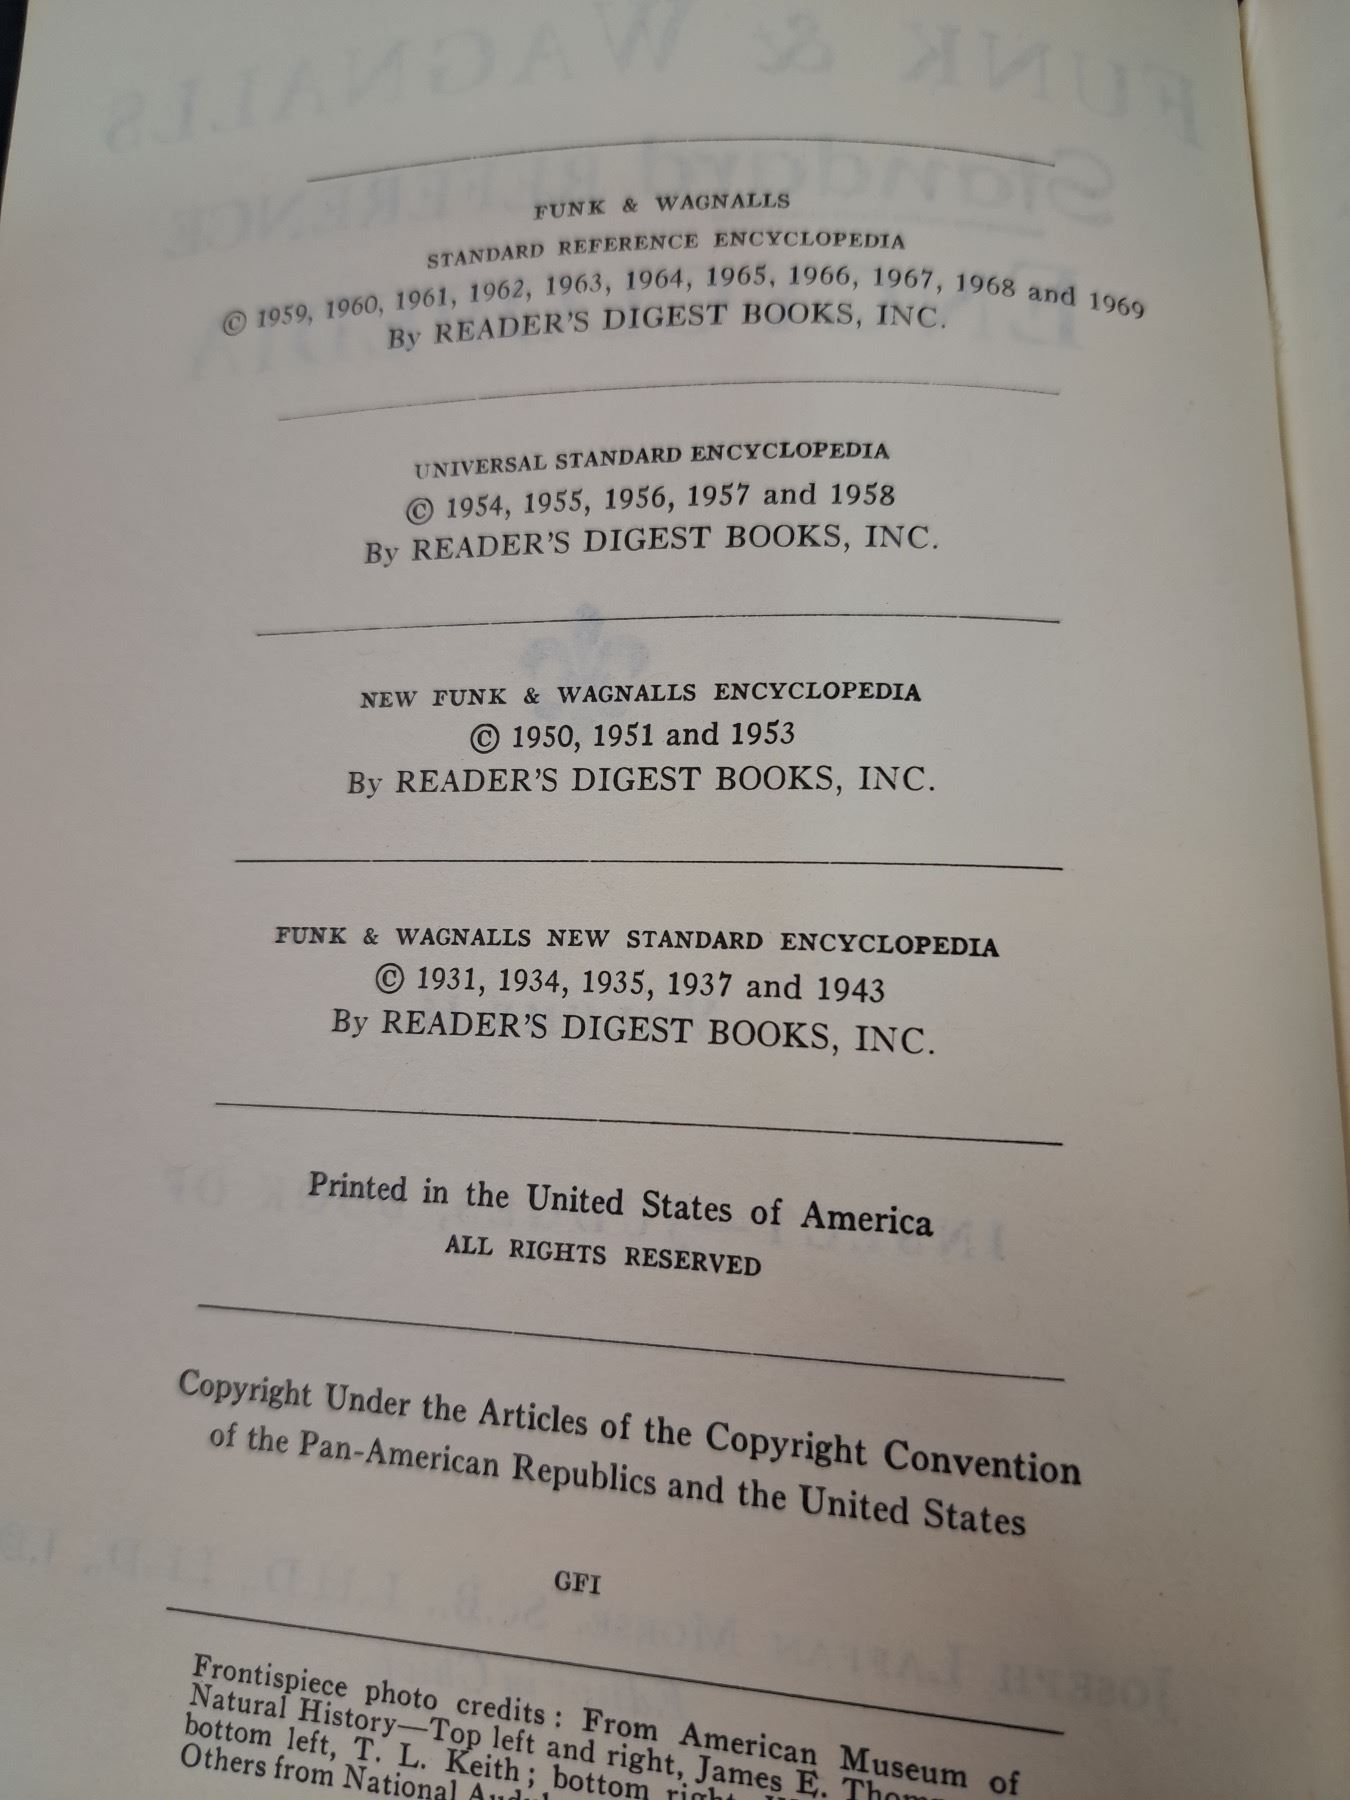 FUNK & WAGNALLS
STANDARD REFERENCE ENCYCLOPEDIA
© 1959, 1960, 1961, 1962, 1963, 1964, 1965, 1966, 1967, 1968 and 1969
By READER'S DIGEST BOOKS, INC.
UNIVERSAL STANDARD ENCYCLOPEDIA
© 1954, 1955, 1956, 1957 and 1958
By READER'S DIGEST BOOKS, INC.
NEW FUNK & WAGNALLS ENCYCLOPEDIA
© 1950, 1951 and 1953
By READER'S DIGEST BOOKS, INC.
FUNK & WAGNALLS NEW STANDARD ENCYCLOPEDIA
© 1931, 1934, 1935, 1937 and 1943
By READER'S DIGEST BOOKS, INC.
Printed in the United States of America
ALL RIGHTS RESERVED
Copyright Under the Articles of the Copyright Convention
of the Pan-American Republics and the United States
GFI
Frontispiece photo credits: From American Museum of
Natural History—Top left and right, James E.
bottom left, T. L. Keith; bottom
Others from National